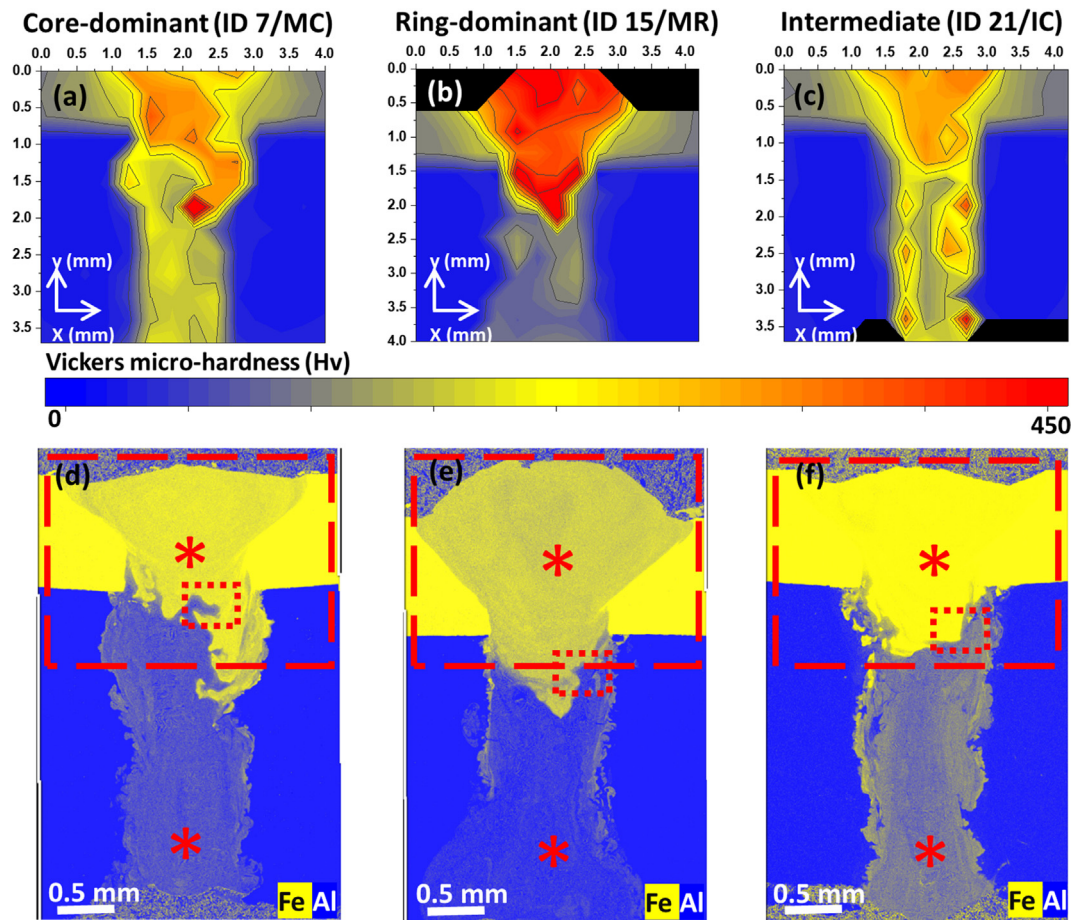 Core-dominant (ID 7/MC) Ring-dominant (ID 15/MR) Intermediate (ID 21/IC)
0.0 0.5 1.0 1.5 2.0 2.5 3.0 3.5 4.0 0.0 0.5 1.0 1.5 2.0 2.5 3.0 3.5 4.0 0.0 0.5 1.0 1.5 2.0 2.5 3.0 3.5 4.0
(a) (b) (c)
0.0 0.0 0.0
0.5 0.5 0.5
1.0 1.0 1.0
1.5 1.5 1.5
2.0 2.0 2.0
2.5 2.5 2.5
3.0 3.0 3.0
3.5 3.5 3.5
4.0
y (mm) y (mm) y (mm)
X (mm) X (mm) X (mm)
Vickers micro-hardness (Hv)
0 450
(d) (e) (f)
* * *
* * *
0.5 mm Fe Al 0.5 mm Fe Al 0.5 mm Fe Al